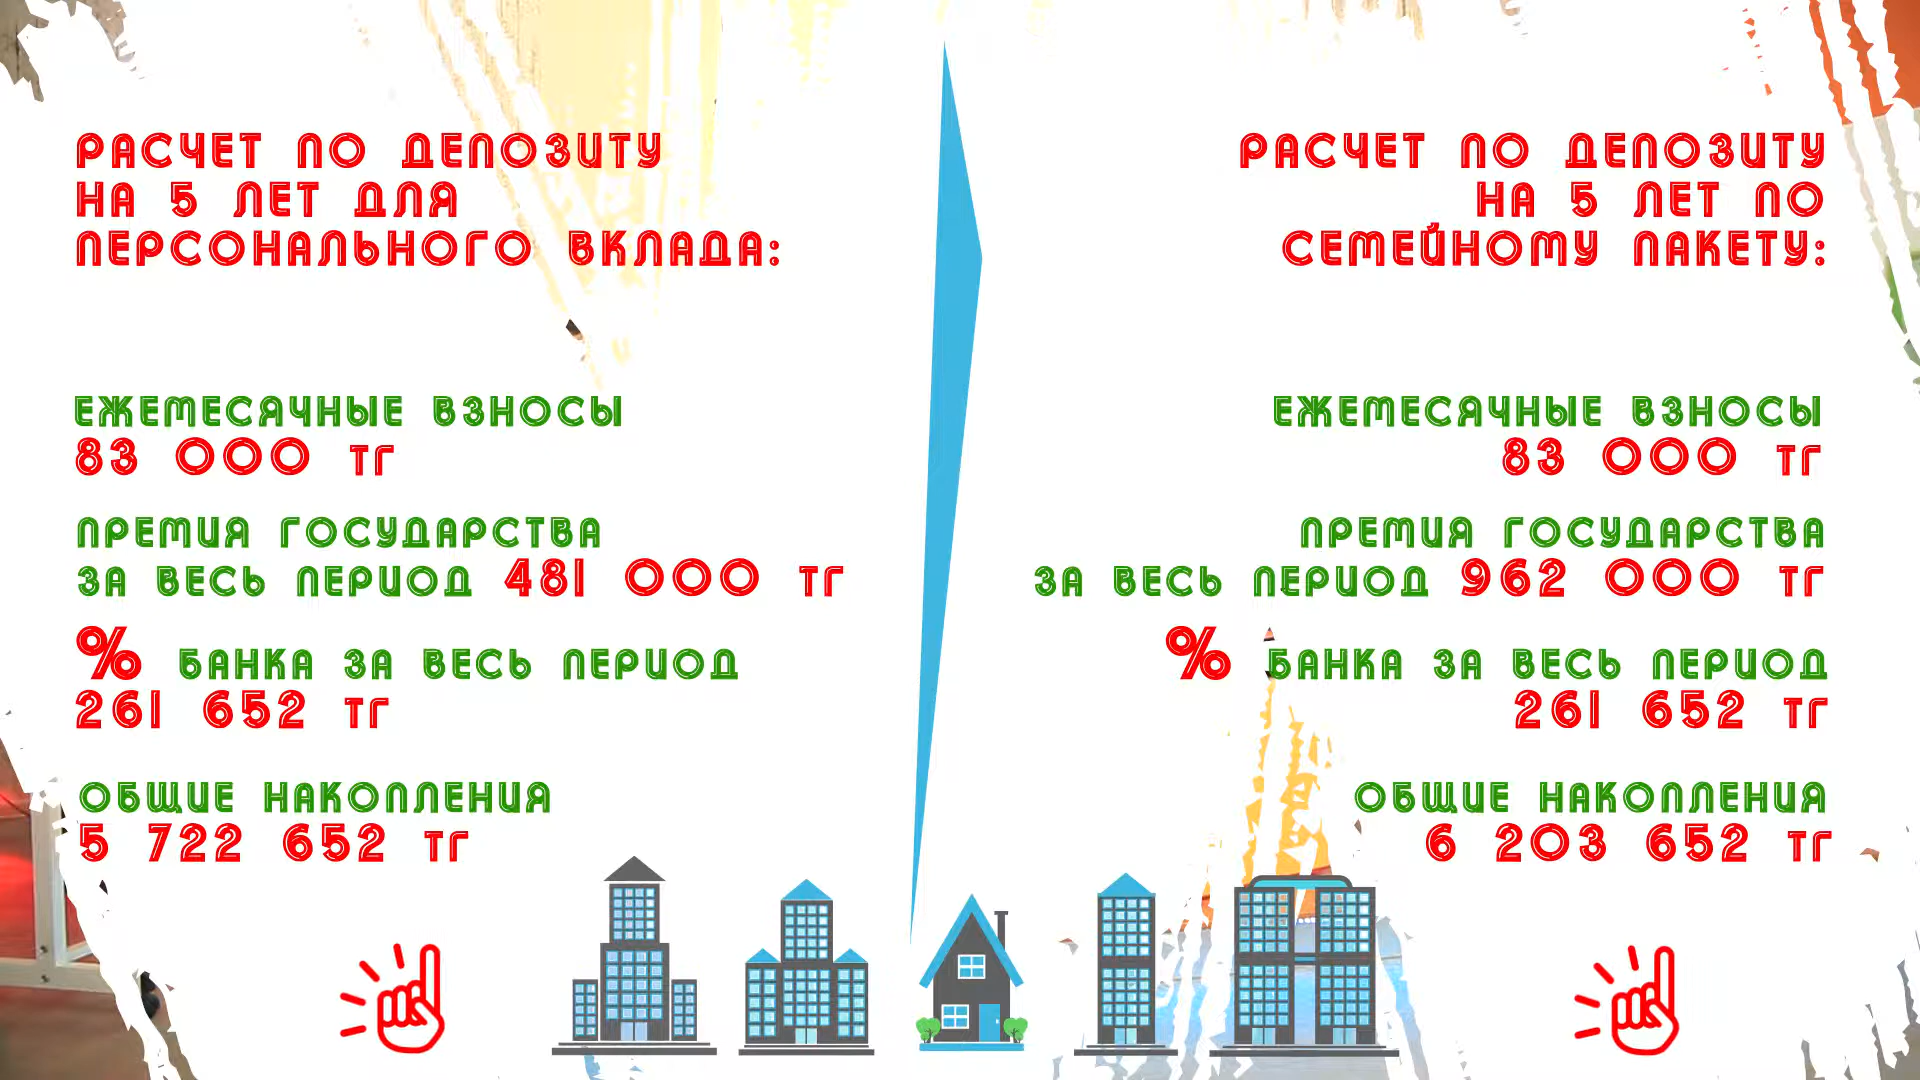 РАСЧЕТ ПО ДЕПОЗИТУ
НА 5 ЛЕТ ДЛЯ
ПЕРСОНАЛЬНОГО ВКЛАДА:
ЕЖЕМЕСЯЧНЫЕ ВЗНОСЫ
83 000 ТГ
ПРЕМИЯ ГОСУДАРСТВА
ЗА ВЕСЬ ПЕРИОД 481 000 ТГ
% БАНКА ЗА ВЕСЬ ПЕРИОД
261 652 ТГ
ОБЩИЕ НАКОПЛЕНИЯ
5 722 652 ТГ
РАСЧЕТ ПО ДЕПОЗИТУ
НА 5 ЛЕТ ПО
СЕМЕЙНОМУ ПАКЕТУ:
ЕЖЕМЕСЯЧНЫЕ ВЗНОСЫ
83 000 ТГ
ПРЕМИЯ ГОСУДАРСТВА
ЗА ВЕСЬ ПЕРИОД 962 000 ТГ
% БАНКА ЗА ВЕСЬ ПЕРИОД
261 652 ТГ
ОБЩИЕ НАКОПЛЕНИЯ
6 203 652 ТГ